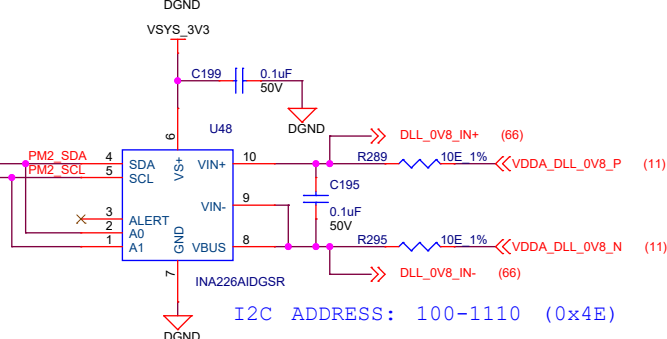 DGND
VSYS_3V3
C199
0.1uF
50V
DGND
6
U48
DLL_0V8_IN+ (66)
PM2_SDA 4 SDA VS+ VIN+ 10 R289 10E_1% VDDA_DLL_0V8_P (11)
PM2_SCL 5 SCL
C195
VIN- 9
0.1uF
50V
3 ALERT
2 A0
1 A1 GND VBUS 8 R295 10E_1% VDDA_DLL_0V8_N (11)
7
INA226AIDGSR
DLL_0V8_IN- (66)
I2C ADDRESS: 100-1110 (0x4E)
DGND